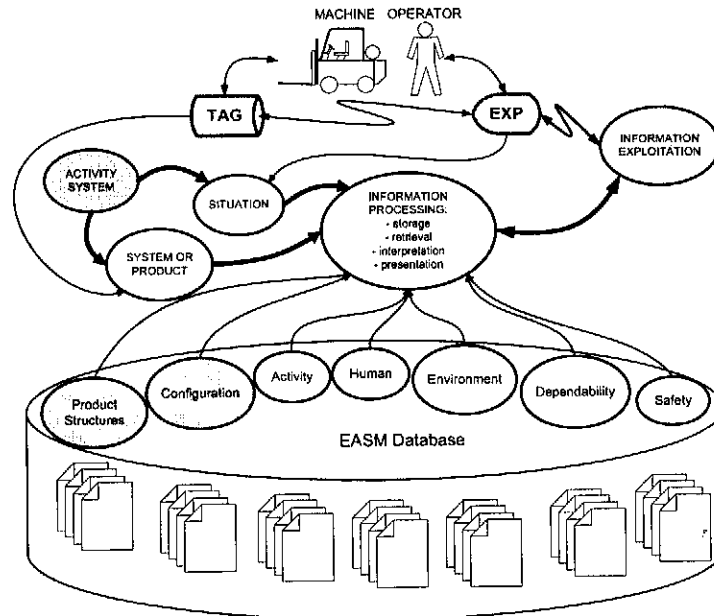 MACHINE OPERATOR
TAG
EXP
INFORMATION
EXPLOITATION
ACTIVITY
SYSTEM
SITUATION
INFORMATION
PROCESSING:
- storage
- retrieval
- interpretation
- presentation
SYSTEM OR
PRODUCT
Product
Structures
Configuration
Activity
Human
Environment
Dependability
Safety
EASM Database